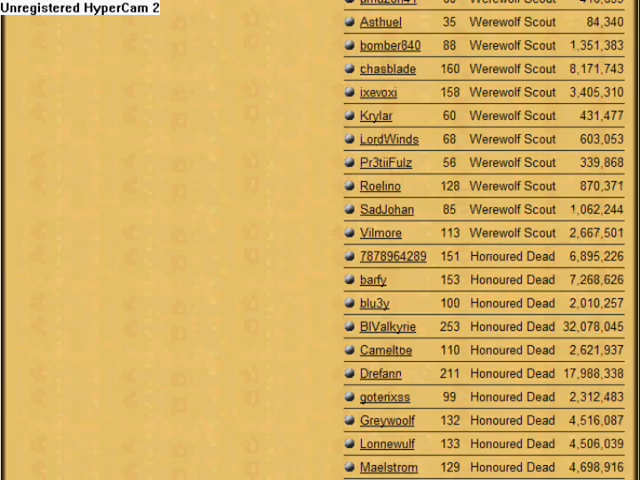 Unregistered HyperCam 2
Werewolf Scout
Asthuel 35 Werewolf Scout 84,340
bomber840 88 Werewolf Scout 1,351,383
chasblade 160 Werewolf Scout 8,171,743
ixevoxi 158 Werewolf Scout 3,405,310
Krylar 60 Werewolf Scout 431,477
LordWinds 68 Werewolf Scout 603,053
Pr3tiiFulz 56 Werewolf Scout 339,868
Roelino 128 Werewolf Scout 870,371
SadJohan 85 Werewolf Scout 1,062,244
Vilmore 113 Werewolf Scout 2,667,501
7878964289 151 Honoured Dead 6,895,226
barfy 153 Honoured Dead 7,268,626
blu3y 100 Honoured Dead 2,010,257
BlValkyrie 253 Honoured Dead 32,078,045
Cameltbe 110 Honoured Dead 2,621,937
Drefann 211 Honoured Dead 17,988,338
goterixss 99 Honoured Dead 2,312,483
Greywoolf 132 Honoured Dead 4,516,087
Lonnewulf 133 Honoured Dead 4,506,039
Maelstrom 129 Honoured Dead 4,698,916